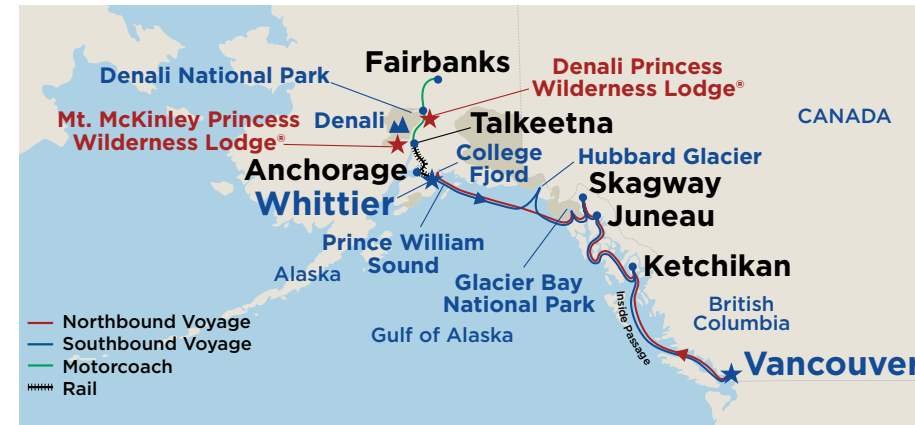 Fairbanks
Denali National Park
Denali Princess
Wilderness Lodge®
Mt. McKinley Princess
Wilderness Lodge®
Denali
CANADA
Talkeetna
College
Fjord
Hubbard Glacier
Anchorage
Skagway
Whittier
Juneau
Prince William
Sound
Alaska
Glacier Bay
National Park
Ketchikan
Inside Passage
British
Columbia
Gulf of Alaska
Vancouver
Northbound Voyage
Southbound Voyage
Motorcoach
Rail